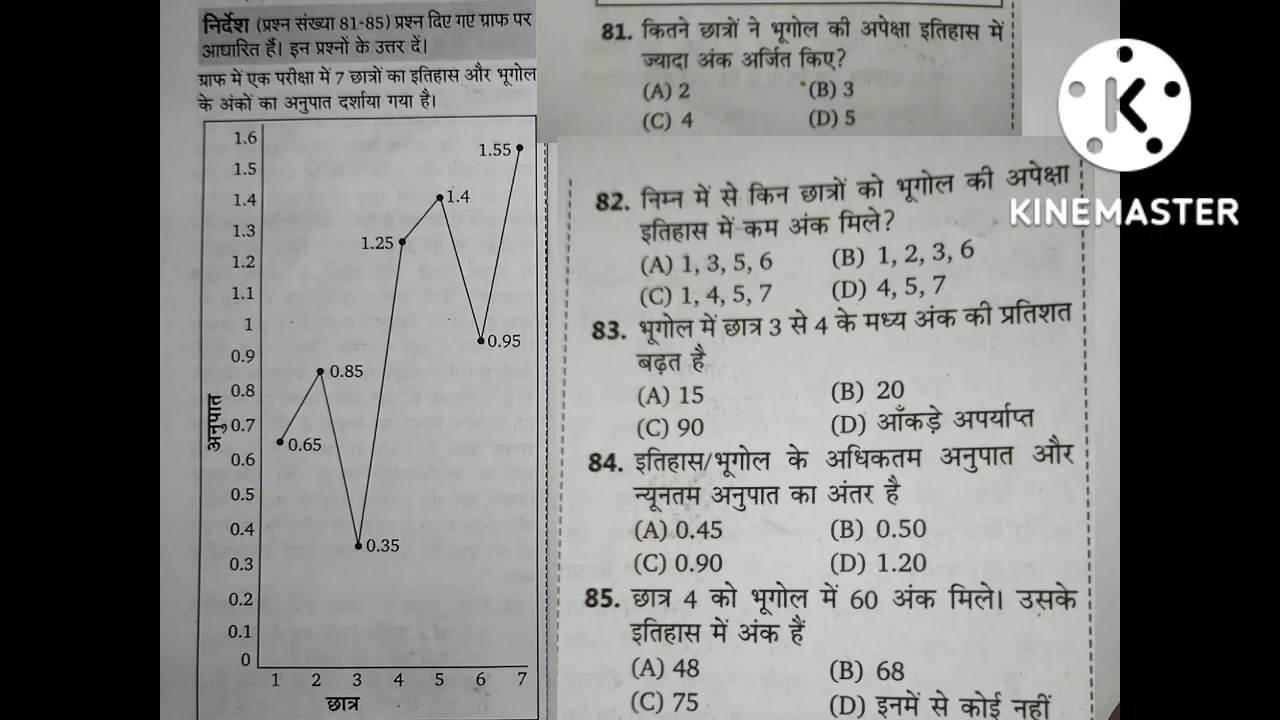 निर्देश (प्रश्न संख्या 81-85) प्रश्न दिए गए ग्राफ पर
आधारित हैं। इन प्रश्नों के उत्तर दें।
ग्राफ में एक परीक्षा में 7 छात्रों का इतिहास और भूगोल
के अंकों का अनुपात दर्शाया गया है।
1.6
1.5
1.4
1.3
1.2
1.1
1
0.9
0.8
0.7
0.6
0.5
0.4
0.3
0.2
0.1
0
अनुपात
0.65
0.85
0.35
1.25
1.4
0.95
1.55
1 2 3 4 5 6 7
छात्र
81. कितने छात्रों ने भूगोल की अपेक्षा इतिहास में
ज्यादा अंक अर्जित किए?
(A) 2 (B) 3
(C) 4 (D) 5
82. निम्न में से किन छात्रों को भूगोल की अपेक्षा
इतिहास में कम अंक मिले?
(A) 1, 3, 5, 6 (B) 1, 2, 3, 6
(C) 1, 4, 5, 7 (D) 4, 5, 7
83. भूगोल में छात्र 3 से 4 के मध्य अंक की प्रतिशत
बढ़त है
(A) 15 (B) 20
(C) 90 (D) आँकड़े अपर्याप्त
84. इतिहास/भूगोल के अधिकतम अनुपात और
न्यूनतम अनुपात का अंतर है
(A) 0.45 (B) 0.50
(C) 0.90 (D) 1.20
85. छात्र 4 को भूगोल में 60 अंक मिले। उसके
इतिहास में अंक हैं
(A) 48 (B) 68
(C) 75 (D) इनमें से कोई नहीं
KINEMASTER